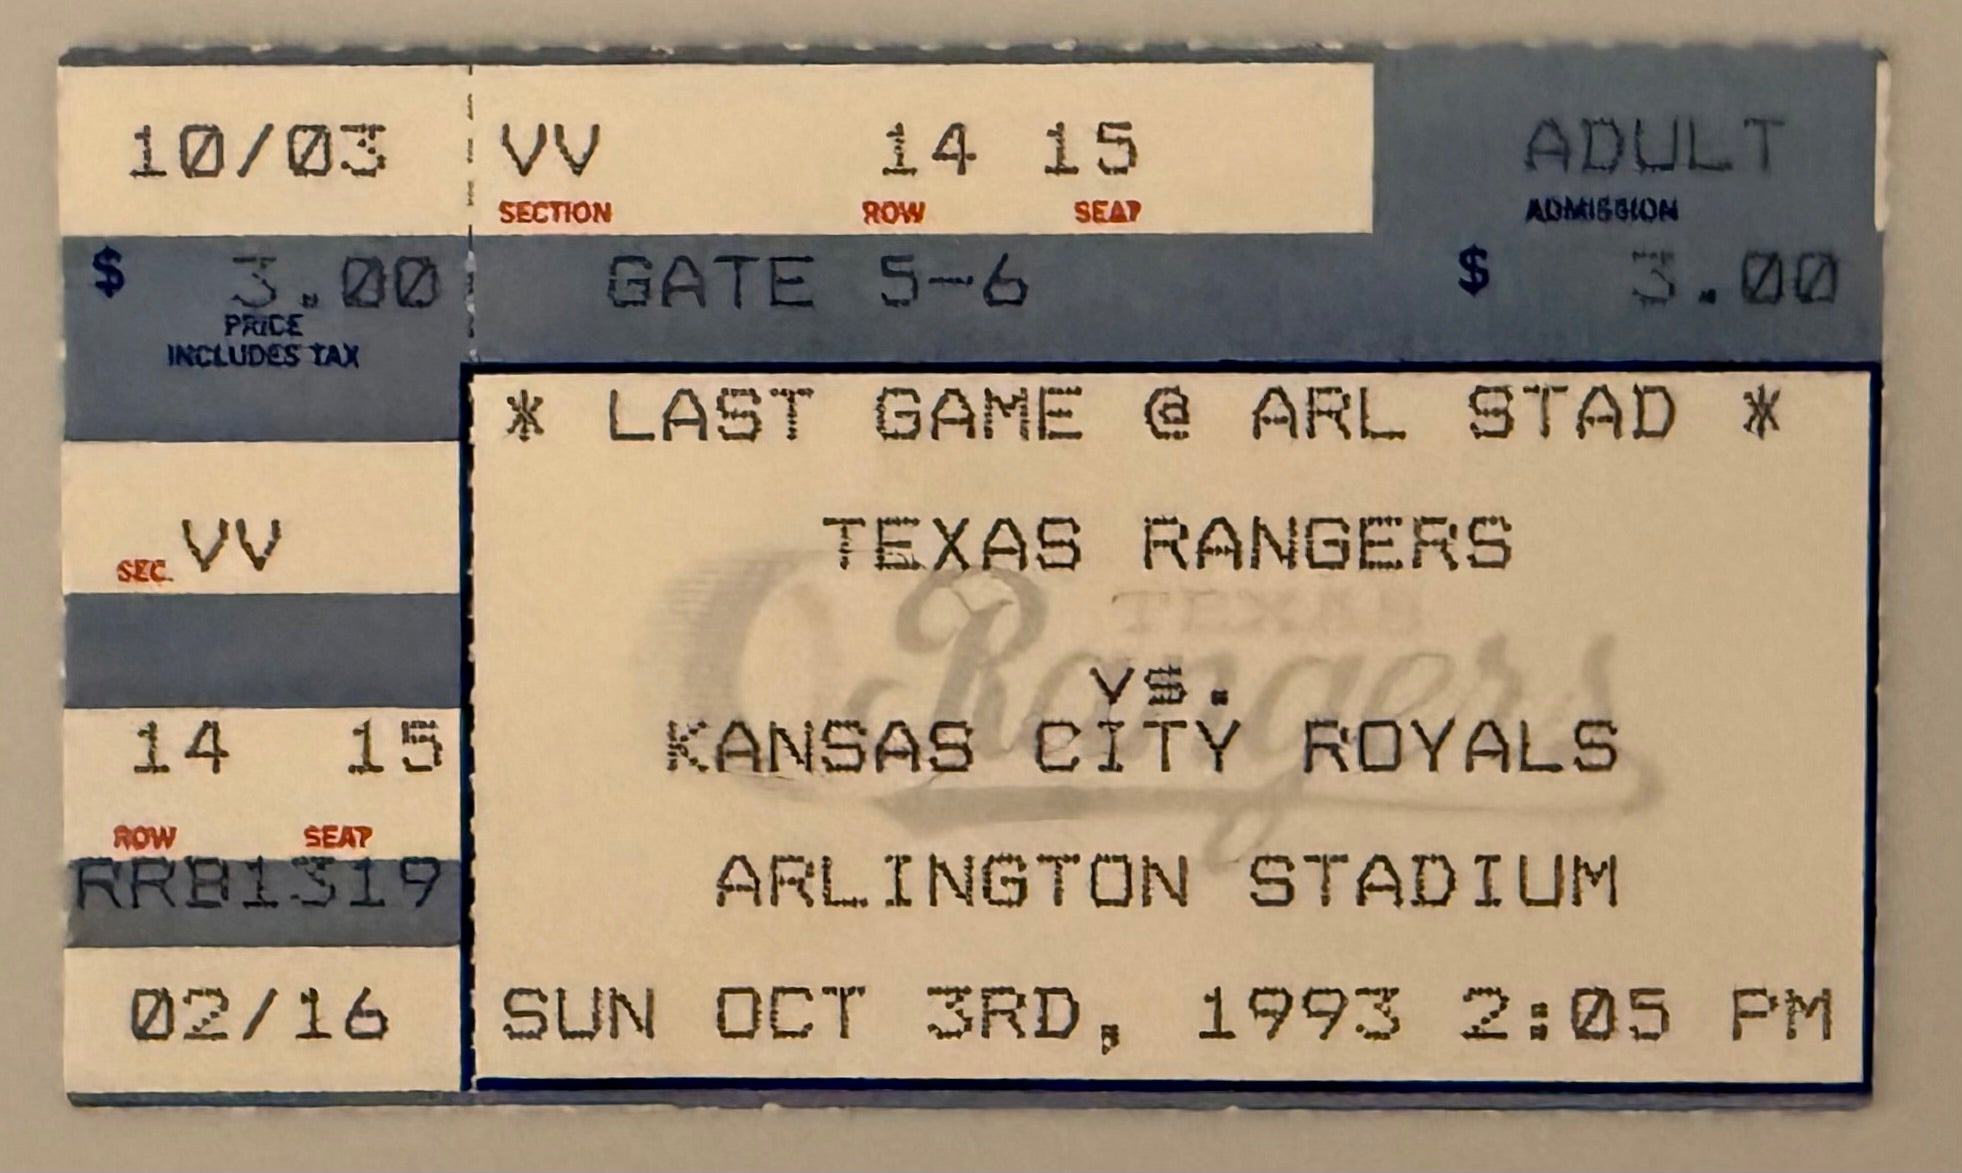 10/03
$ 3.00
PRICE
INCLUDES TAX
SEC. VV
14 15
ROW SEAT
RRB1319
02/16
VV 14 15
SECTION ROW SEAT
ADULT
ADMISSION
GATE 5-6
$ 3.00
* LAST GAME @ ARL STAD *
TEXAS RANGERS
TEXAS
Rangers
vs.
KANSAS CITY ROYALS
ARLINGTON STADIUM
SUN OCT 3RD, 1993 2:05 PM